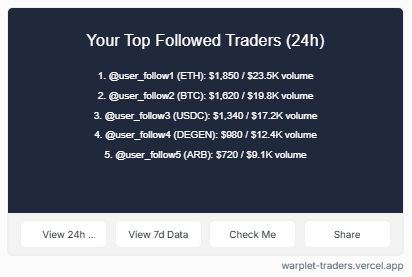 Your Top Followed Traders (24h)
1. @user_follow1 (ETH): $1,850 / $23.5K volume
2. @user_follow2 (BTC): $1,620 / $19.8K volume
3. @user_follow3 (USDC): $1,340 / $17.2K volume
4. @user_follow4 (DEGEN): $980 / $12.4K volume
5. @user_follow5 (ARB): $720 / $9.1K volume
View 24h ... View 7d Data Check Me Share
warplet-traders.vercel.app